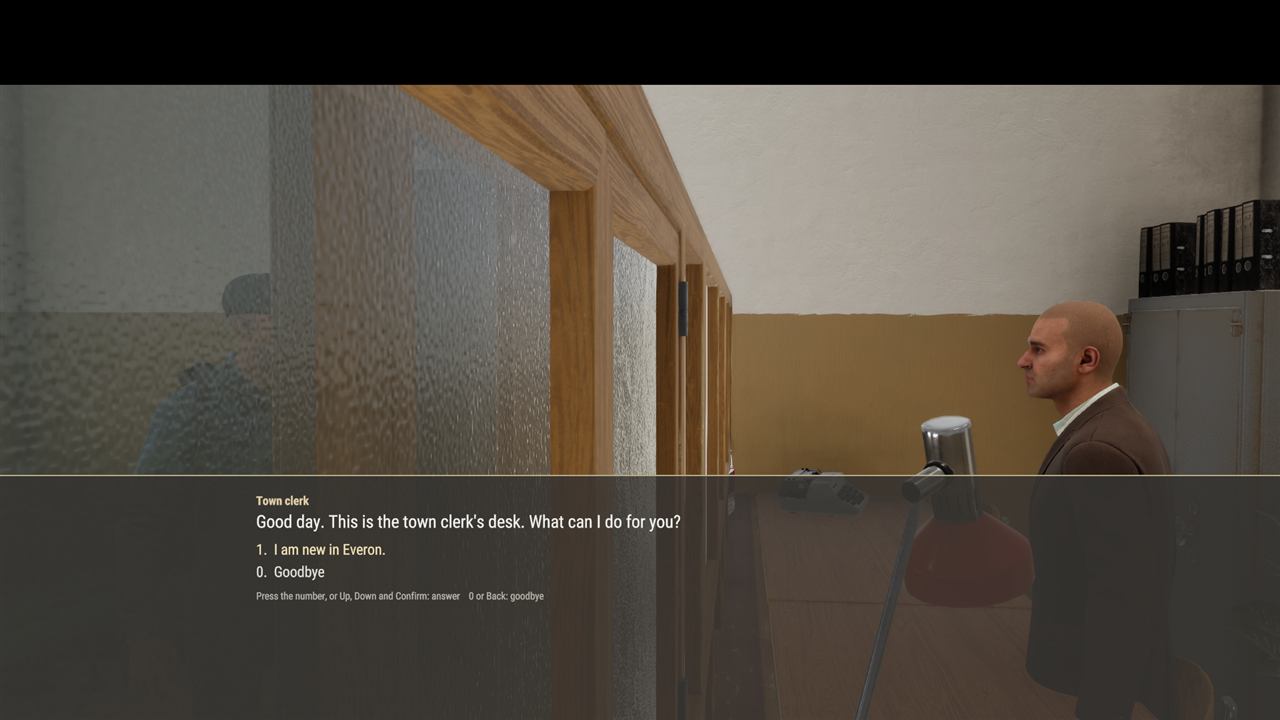 Town clerk
Good day. This is the town clerk's desk. What can I do for you?
1. I am new in Everon.
0. Goodbye
Press the number, or Up, Down and Confirm: answer 0 or Back: goodbye